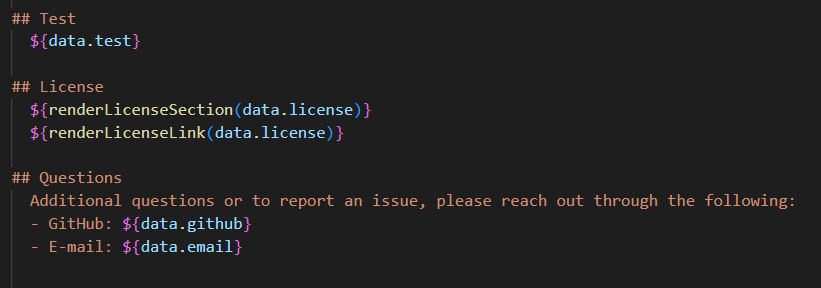 ## Test
${data.test}
## License
${renderLicenseSection(data.license)}
${renderLicenseLink(data.license)}
## Questions
Additional questions or to report an issue, please reach out through the following:
- GitHub: ${data.github}
- E-mail: ${data.email}